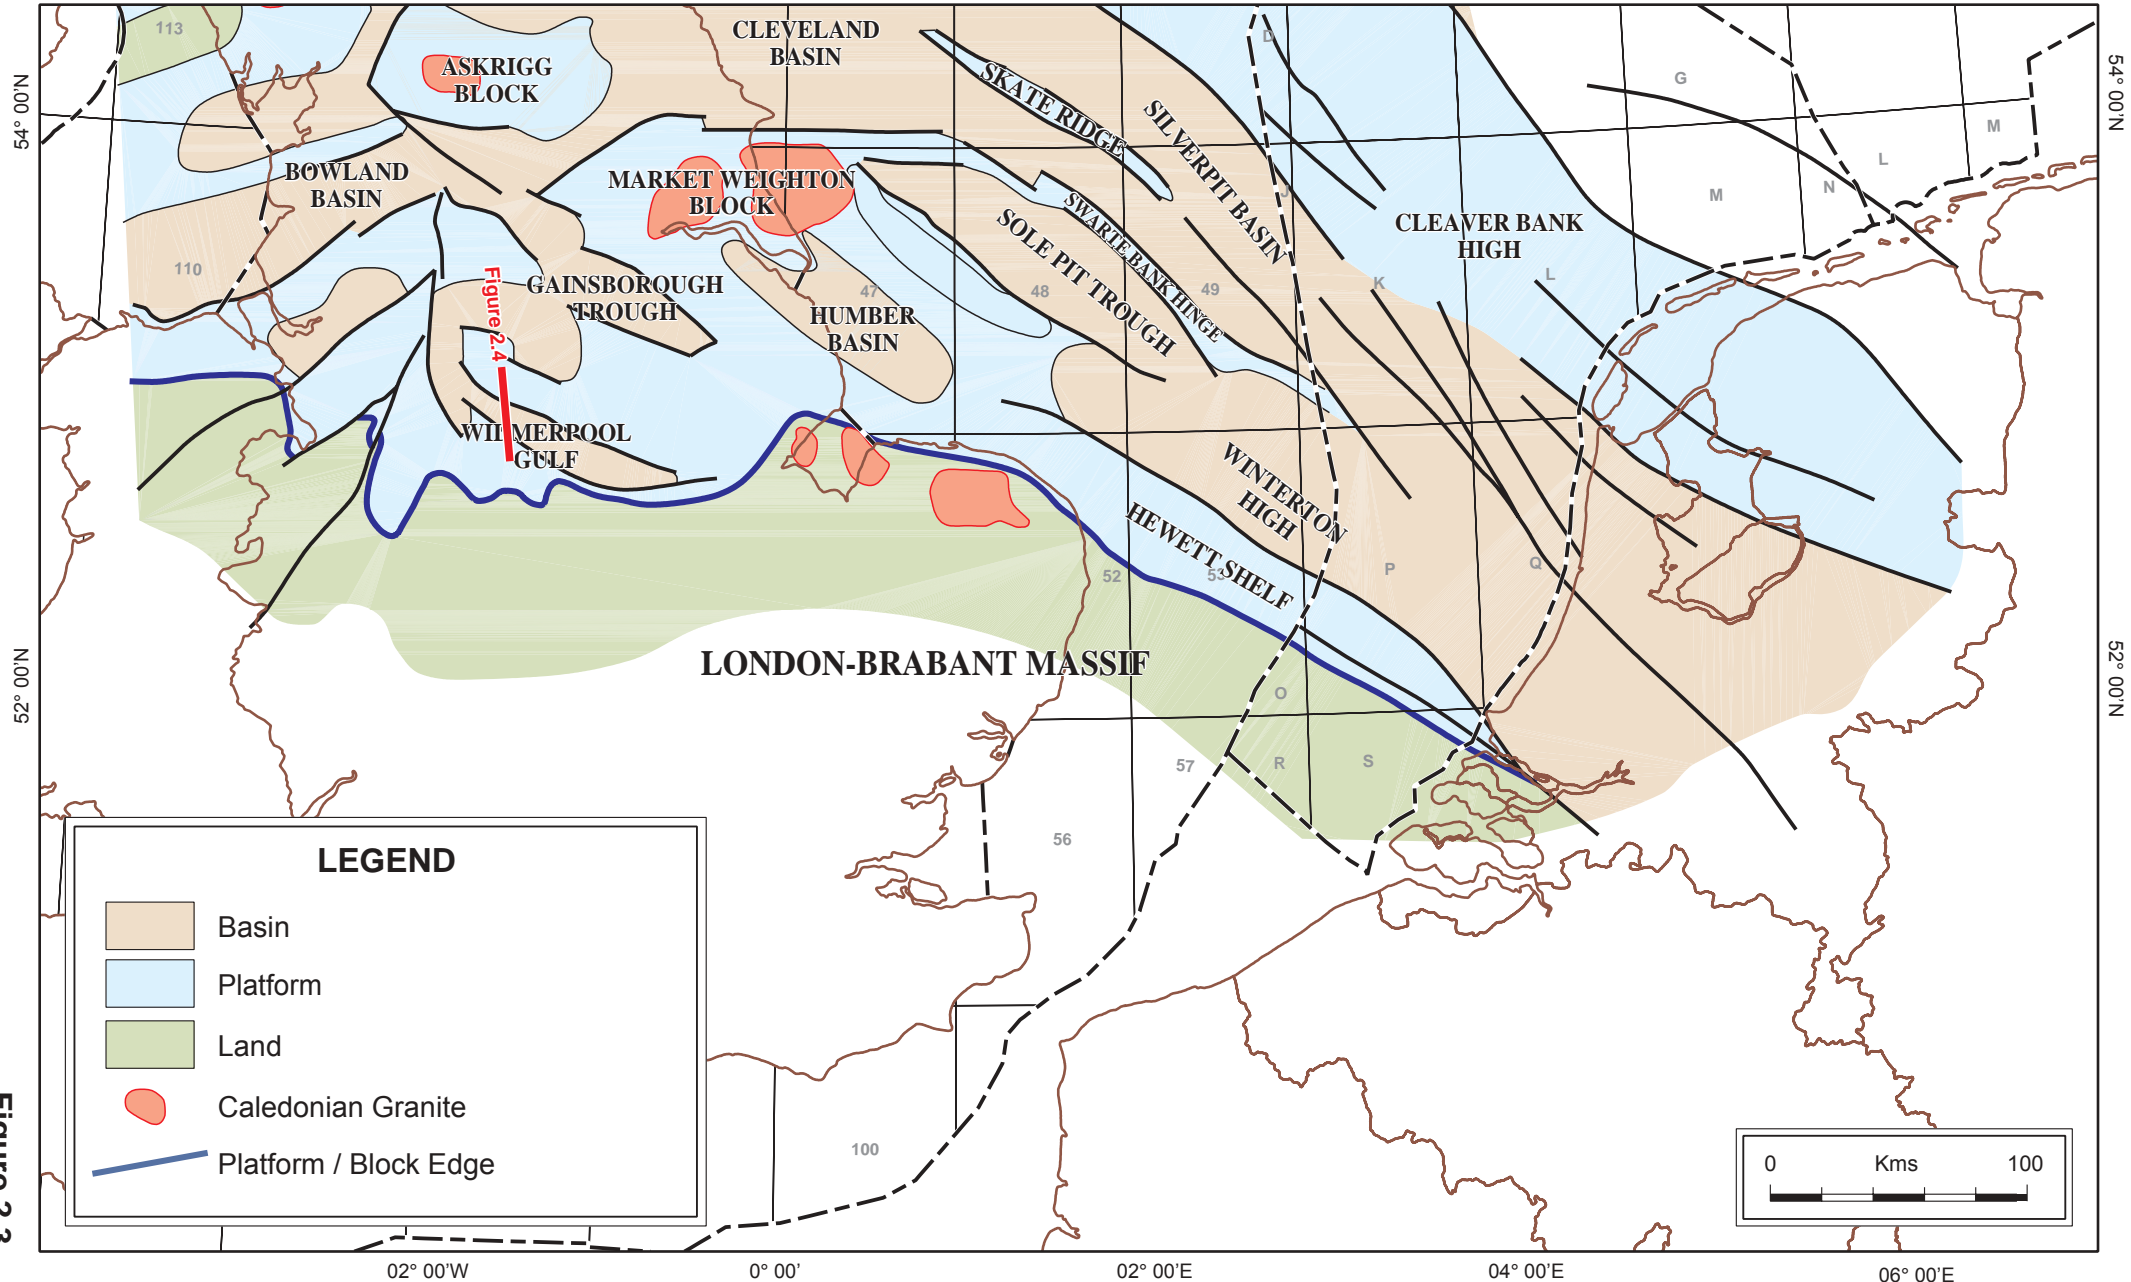 113
CLEVELAND
BASIN
D
ASKRIGG
BLOCK
SKATE RIDGE
SILVERPIT BASIN
G
M
L
N
M
54° 00'N
54° 00'N
BOWLAND
BASIN
MARKET WEIGHTON
BLOCK
J
SWARTE BANK HINGE
SOLE PIT TROUGH
CLEAVER BANK
HIGH
110
Figure 2.4
GAINSBOROUGH
TROUGH
47
48
49
K
L
HUMBER
BASIN
WIDMERPOOL
GULF
WINTERTON
HIGH
HEWETT SHELF
52
53
P
Q
52° 00'N
52° 00'N
LONDON-BRABANT MASSIF
O
57
R
S
56
100
LEGEND
Basin
Platform
Land
Caledonian Granite
Platform / Block Edge
0
Kms
100
02° 00'W
0° 00'
02° 00'E
04° 00'E
06° 00'E